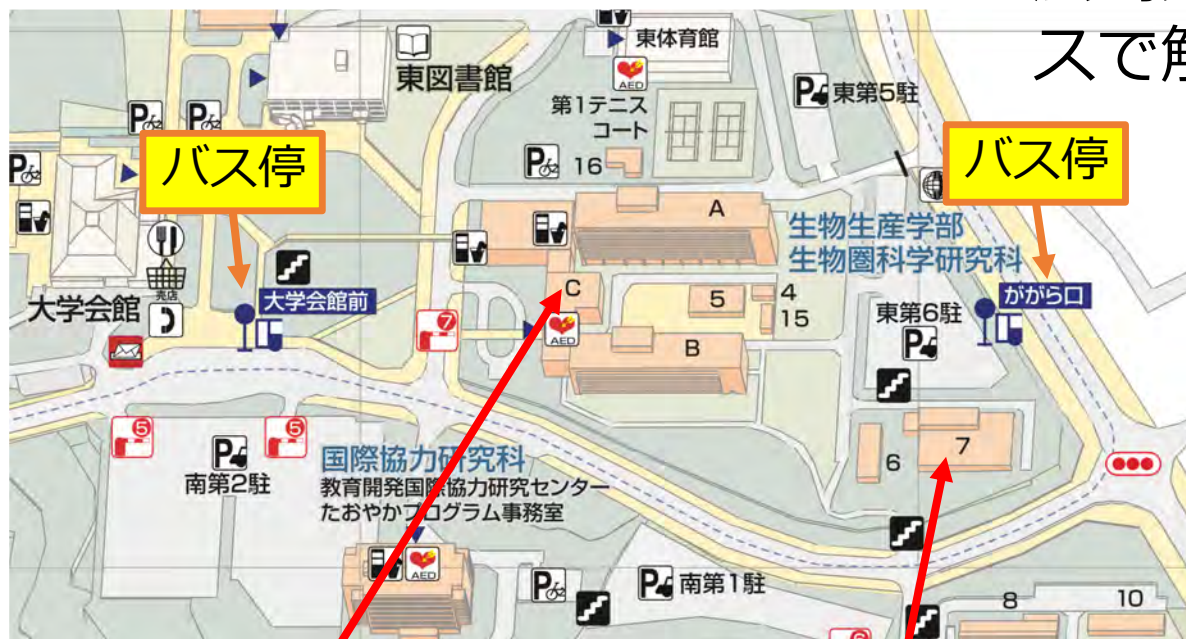 スで解
東体育館
AED
東図書館
第1テニス
コート
東第5駐
バス停
バス停
16
A
生物生産学部
生物圏科学研究科
C
5
4
15
売店
大学会館
大学会館前
ががら口
東第6駐
7
AED
B
5
5
南第2駐
国際協力研究科
教育開発国際協力研究センター
たおやかプログラム事務室
6
7
AED
南第1駐
8
10
6